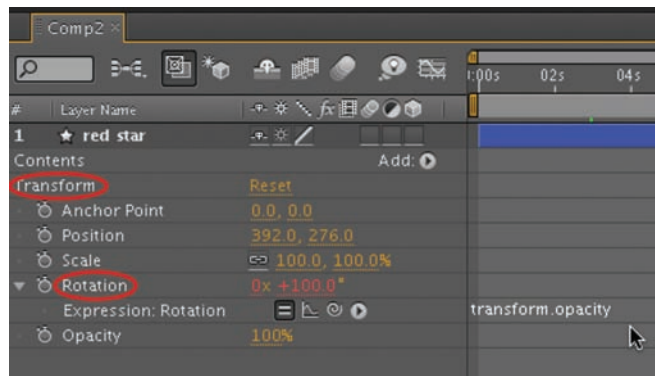 Comp2 ×
1:00s 02s 04s
# Layer Name fx
1 ★ red star
Contents Add:
Transform Reset
Anchor Point 0.0, 0.0
Position 392.0, 276.0
Scale 100.0, 100.0%
Rotation 0x +100.0°
Expression: Rotation = transform.opacity
Opacity 100%